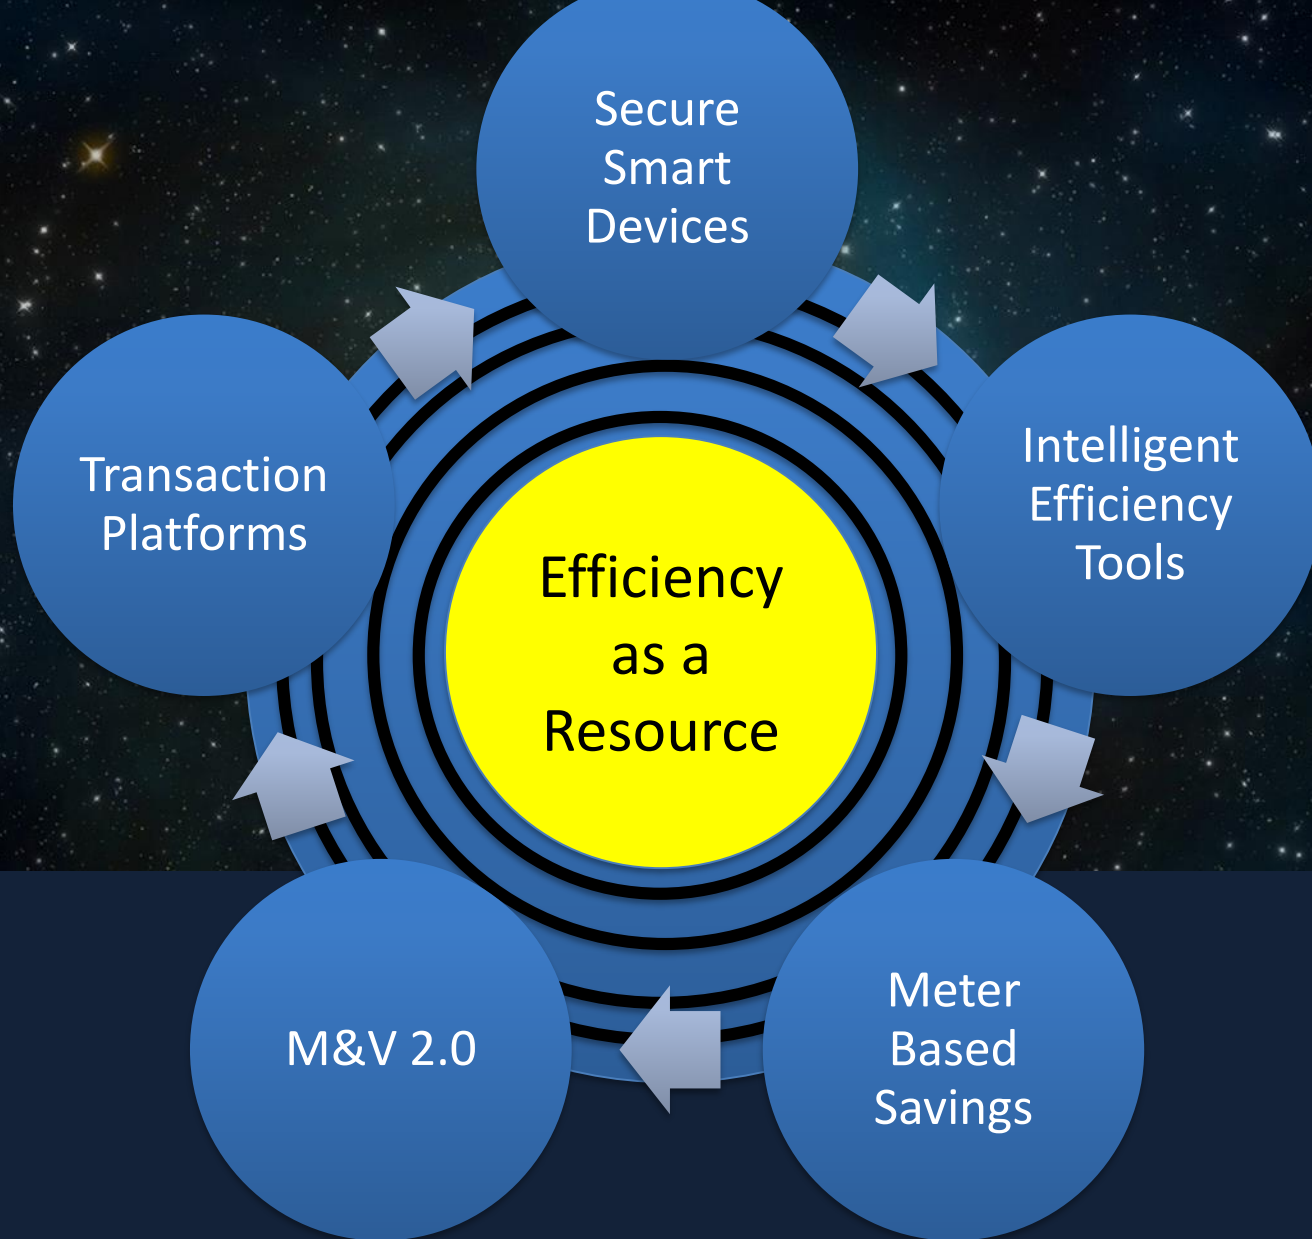 Secure
Smart
Devices
Intelligent
Efficiency
Tools
Meter
Based
Savings
M&V 2.0
Transaction
Platforms
Efficiency
as a
Resource